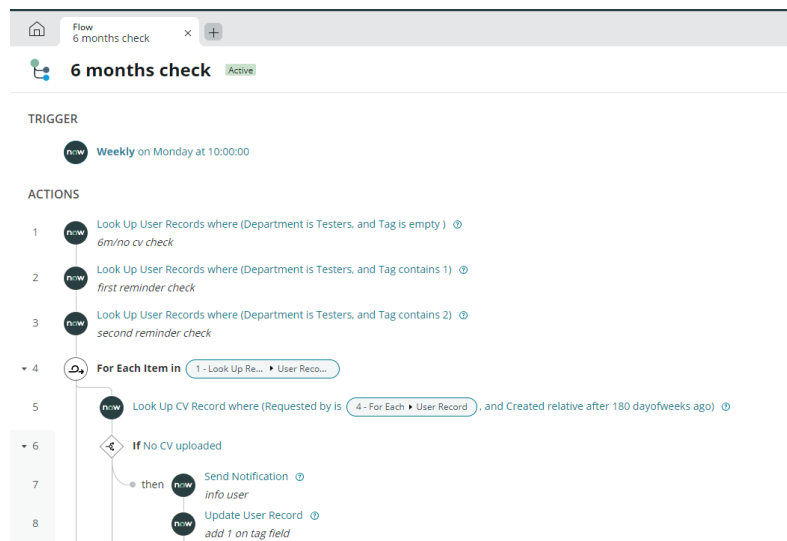 Flow
6 months check
6 months check Active
TRIGGER
now Weekly on Monday at 10:00:00
ACTIONS
1 now Look Up User Records where (Department is Testers, and Tag is empty )
6m/no cv check
2 now Look Up User Records where (Department is Testers, and Tag contains 1)
first reminder check
3 now Look Up User Records where (Department is Testers, and Tag contains 2)
second reminder check
4 For Each Item in 1 - Look Up Re... ▸ User Reco...
5 now Look Up CV Record where (Requested by is 4 - For Each ▸ User Record , and Created relative after 180 dayofweeks ago)
6 If No CV uploaded
7 then now Send Notification
info user
8 now Update User Record
add 1 on tag field